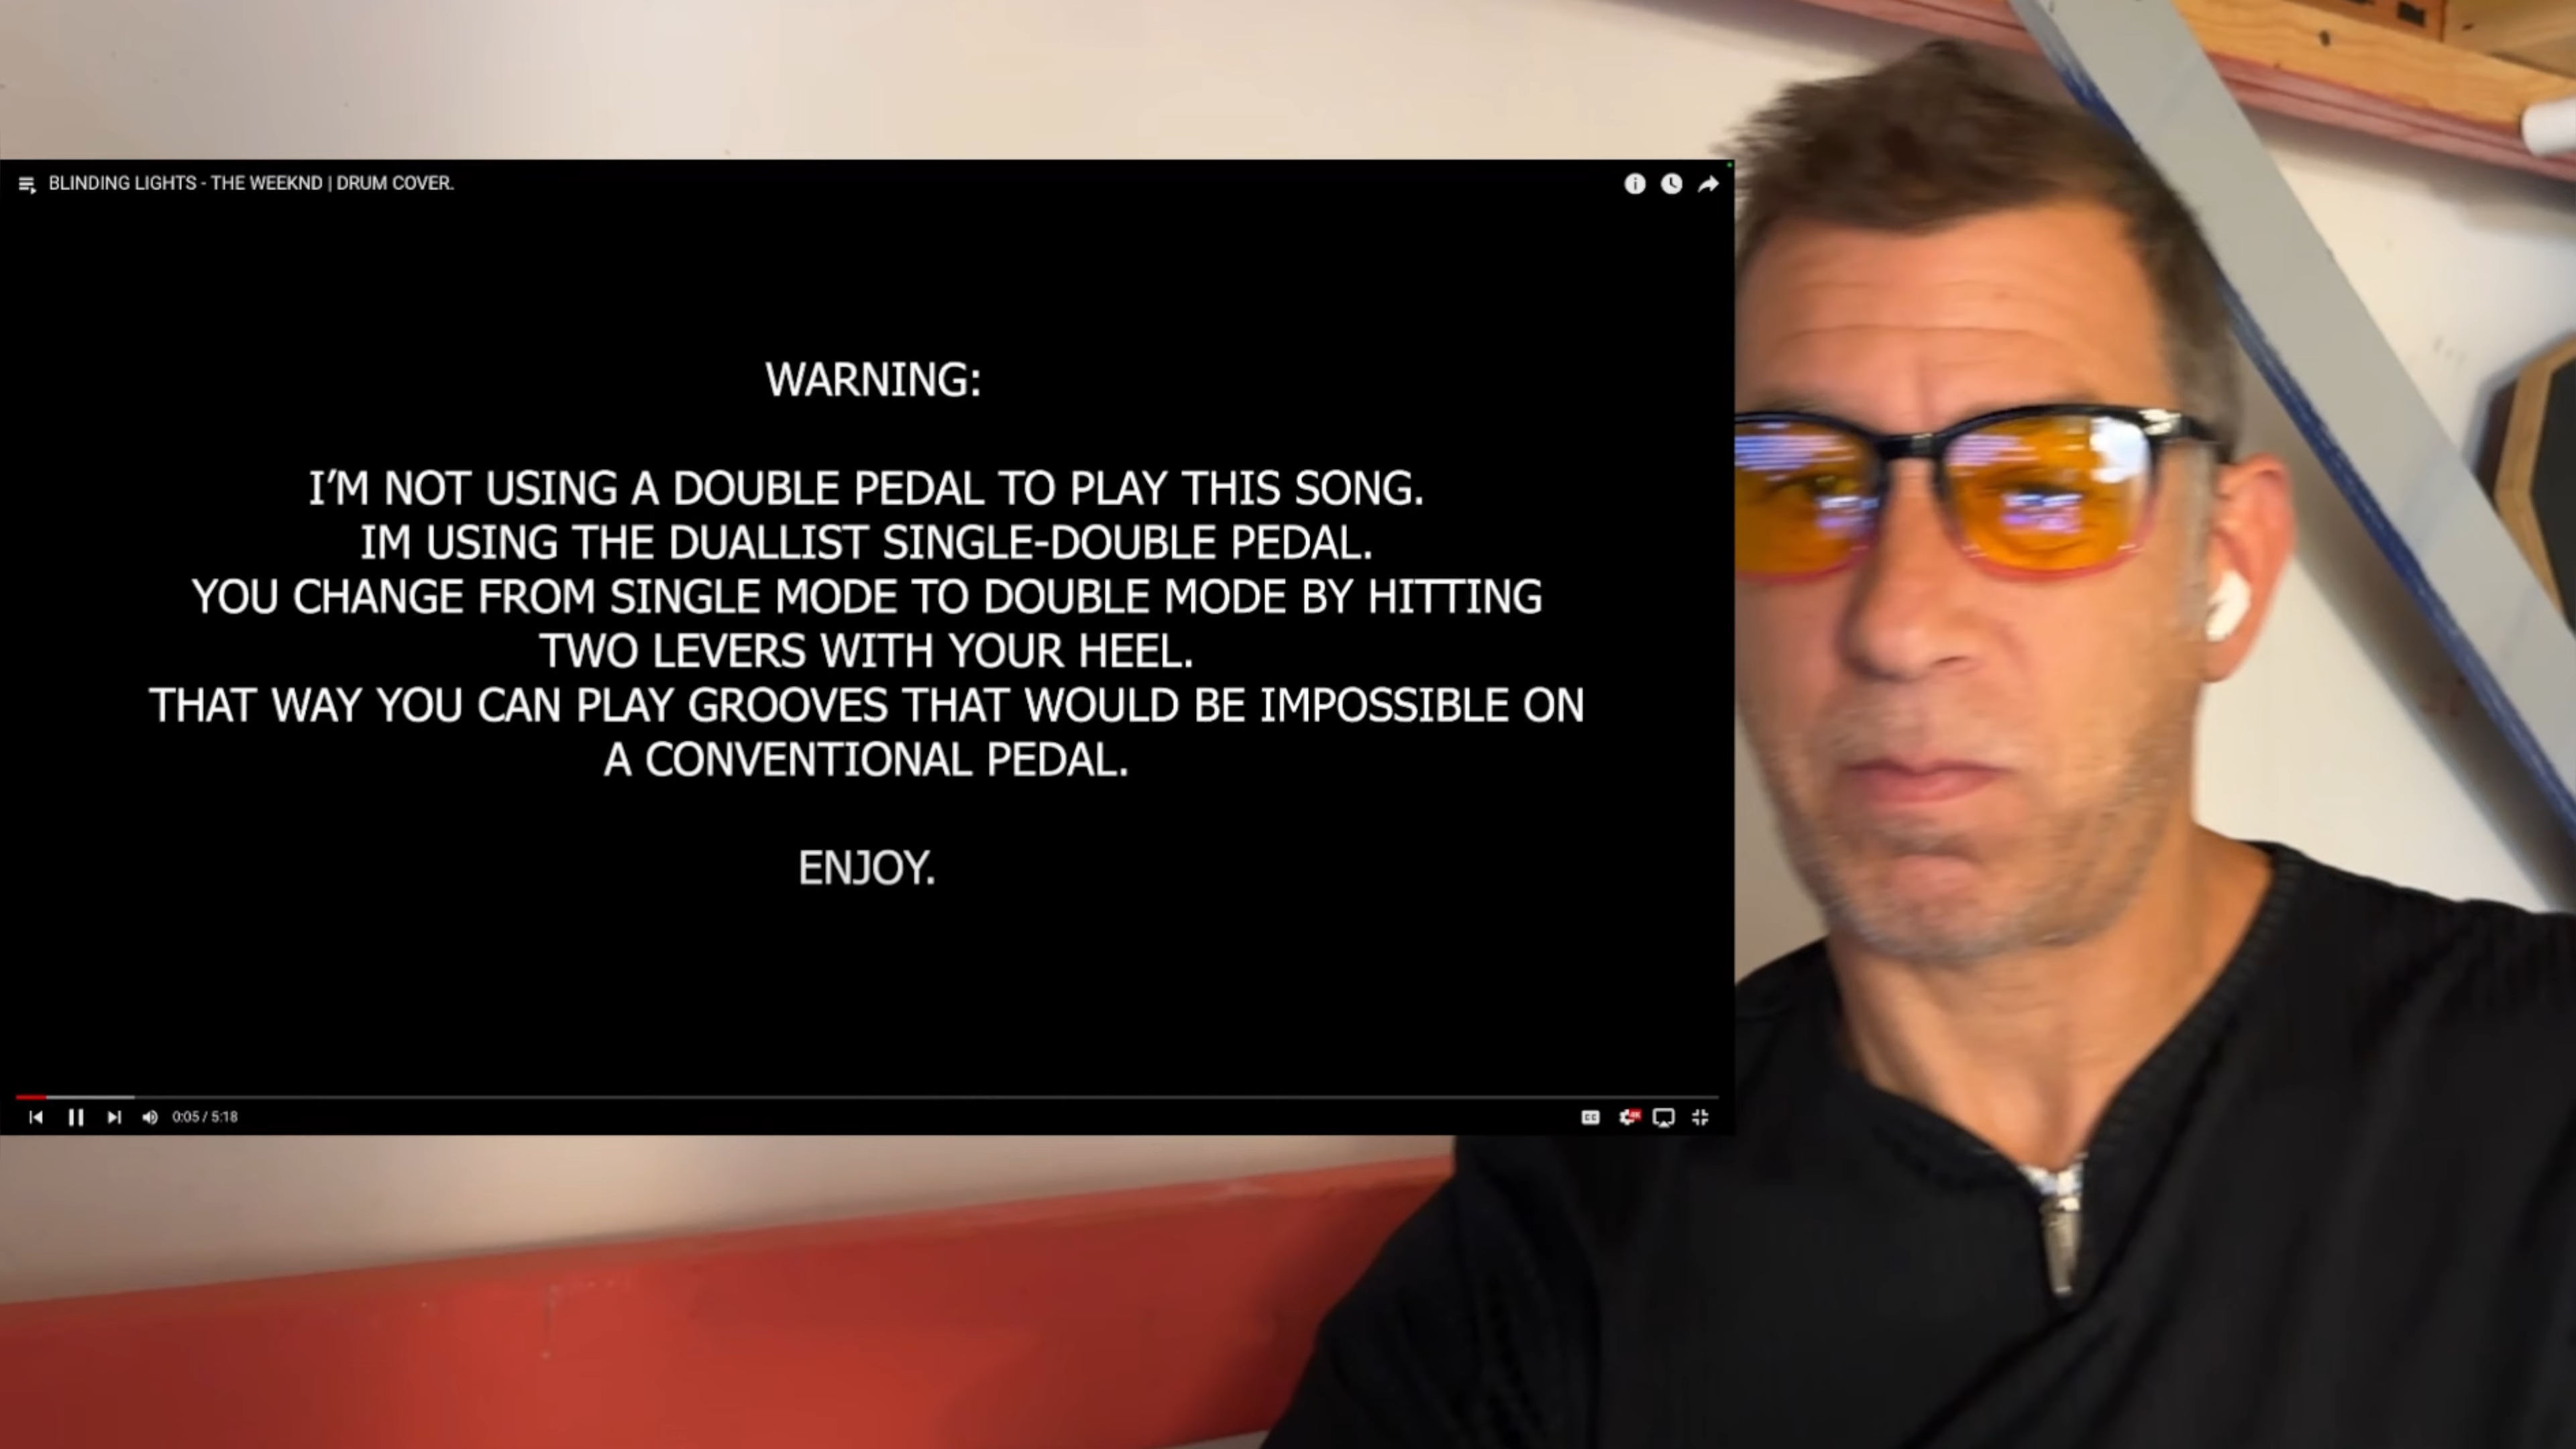 BLINDING LIGHTS - THE WEEKND | DRUM COVER.
WARNING:
I'M NOT USING A DOUBLE PEDAL TO PLAY THIS SONG.
IM USING THE DUALLIST SINGLE-DOUBLE PEDAL.
YOU CHANGE FROM SINGLE MODE TO DOUBLE MODE BY HITTING
TWO LEVERS WITH YOUR HEEL.
THAT WAY YOU CAN PLAY GROOVES THAT WOULD BE IMPOSSIBLE ON
A CONVENTIONAL PEDAL.
ENJOY.
0:05 / 5:18
CC
4K